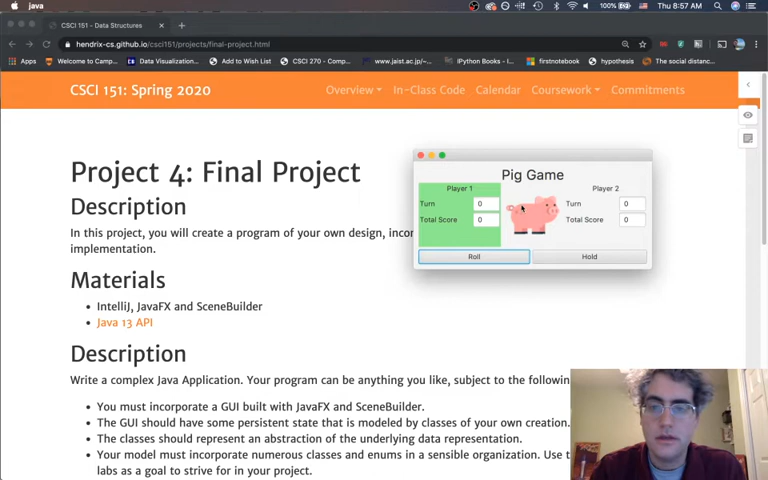 java
100%
Thu 8:57 AM
CSCI 151 - Data Structures
hendrix-cs.github.io/csci151/projects/final-project.html
Apps
Welcome to Camp...
Data Visualization...
Add to Wish List
CSCI 270 - Comp...
www.jaist.ac.jp/~...
IPython Books - I...
firstnotebook
hypothesis
The social distanc...
CSCI 151: Spring 2020
Overview
In-Class Code
Calendar
Coursework
Commitments
Project 4: Final Project
Description
In this project, you will create a program of your own design, incor
implementation.
Materials
• IntelliJ, JavaFX and SceneBuilder
• Java 13 API
Description
Write a complex Java Application. Your program can be anything you like, subject to the followin
• You must incorporate a GUI built with JavaFX and SceneBuilder.
• The GUI should have some persistent state that is modeled by classes of your own creation.
• The classes should represent an abstraction of the underlying data representation.
• Your model must incorporate numerous classes and enums in a sensible organization. Use t
labs as a goal to strive for in your project.
Pig Game
Player 1
Turn 0
Total Score 0
Player 2
Turn 0
Total Score 0
Roll
Hold